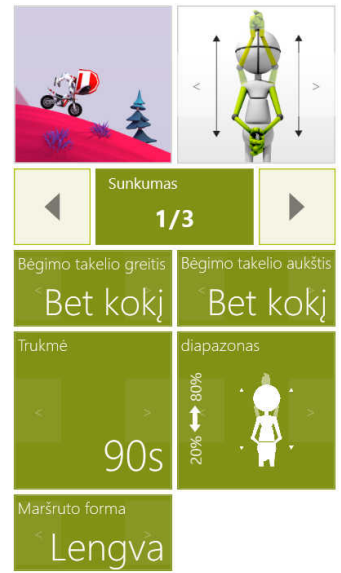 Sunkumas
1/3
Bėgimo takelio greitis
Bėgimo takelio aukštis
Bet kokį
Bet kokį
Trukmė
diapazonas
20% ↔ 80%
90s
Maršruto forma
Lengva